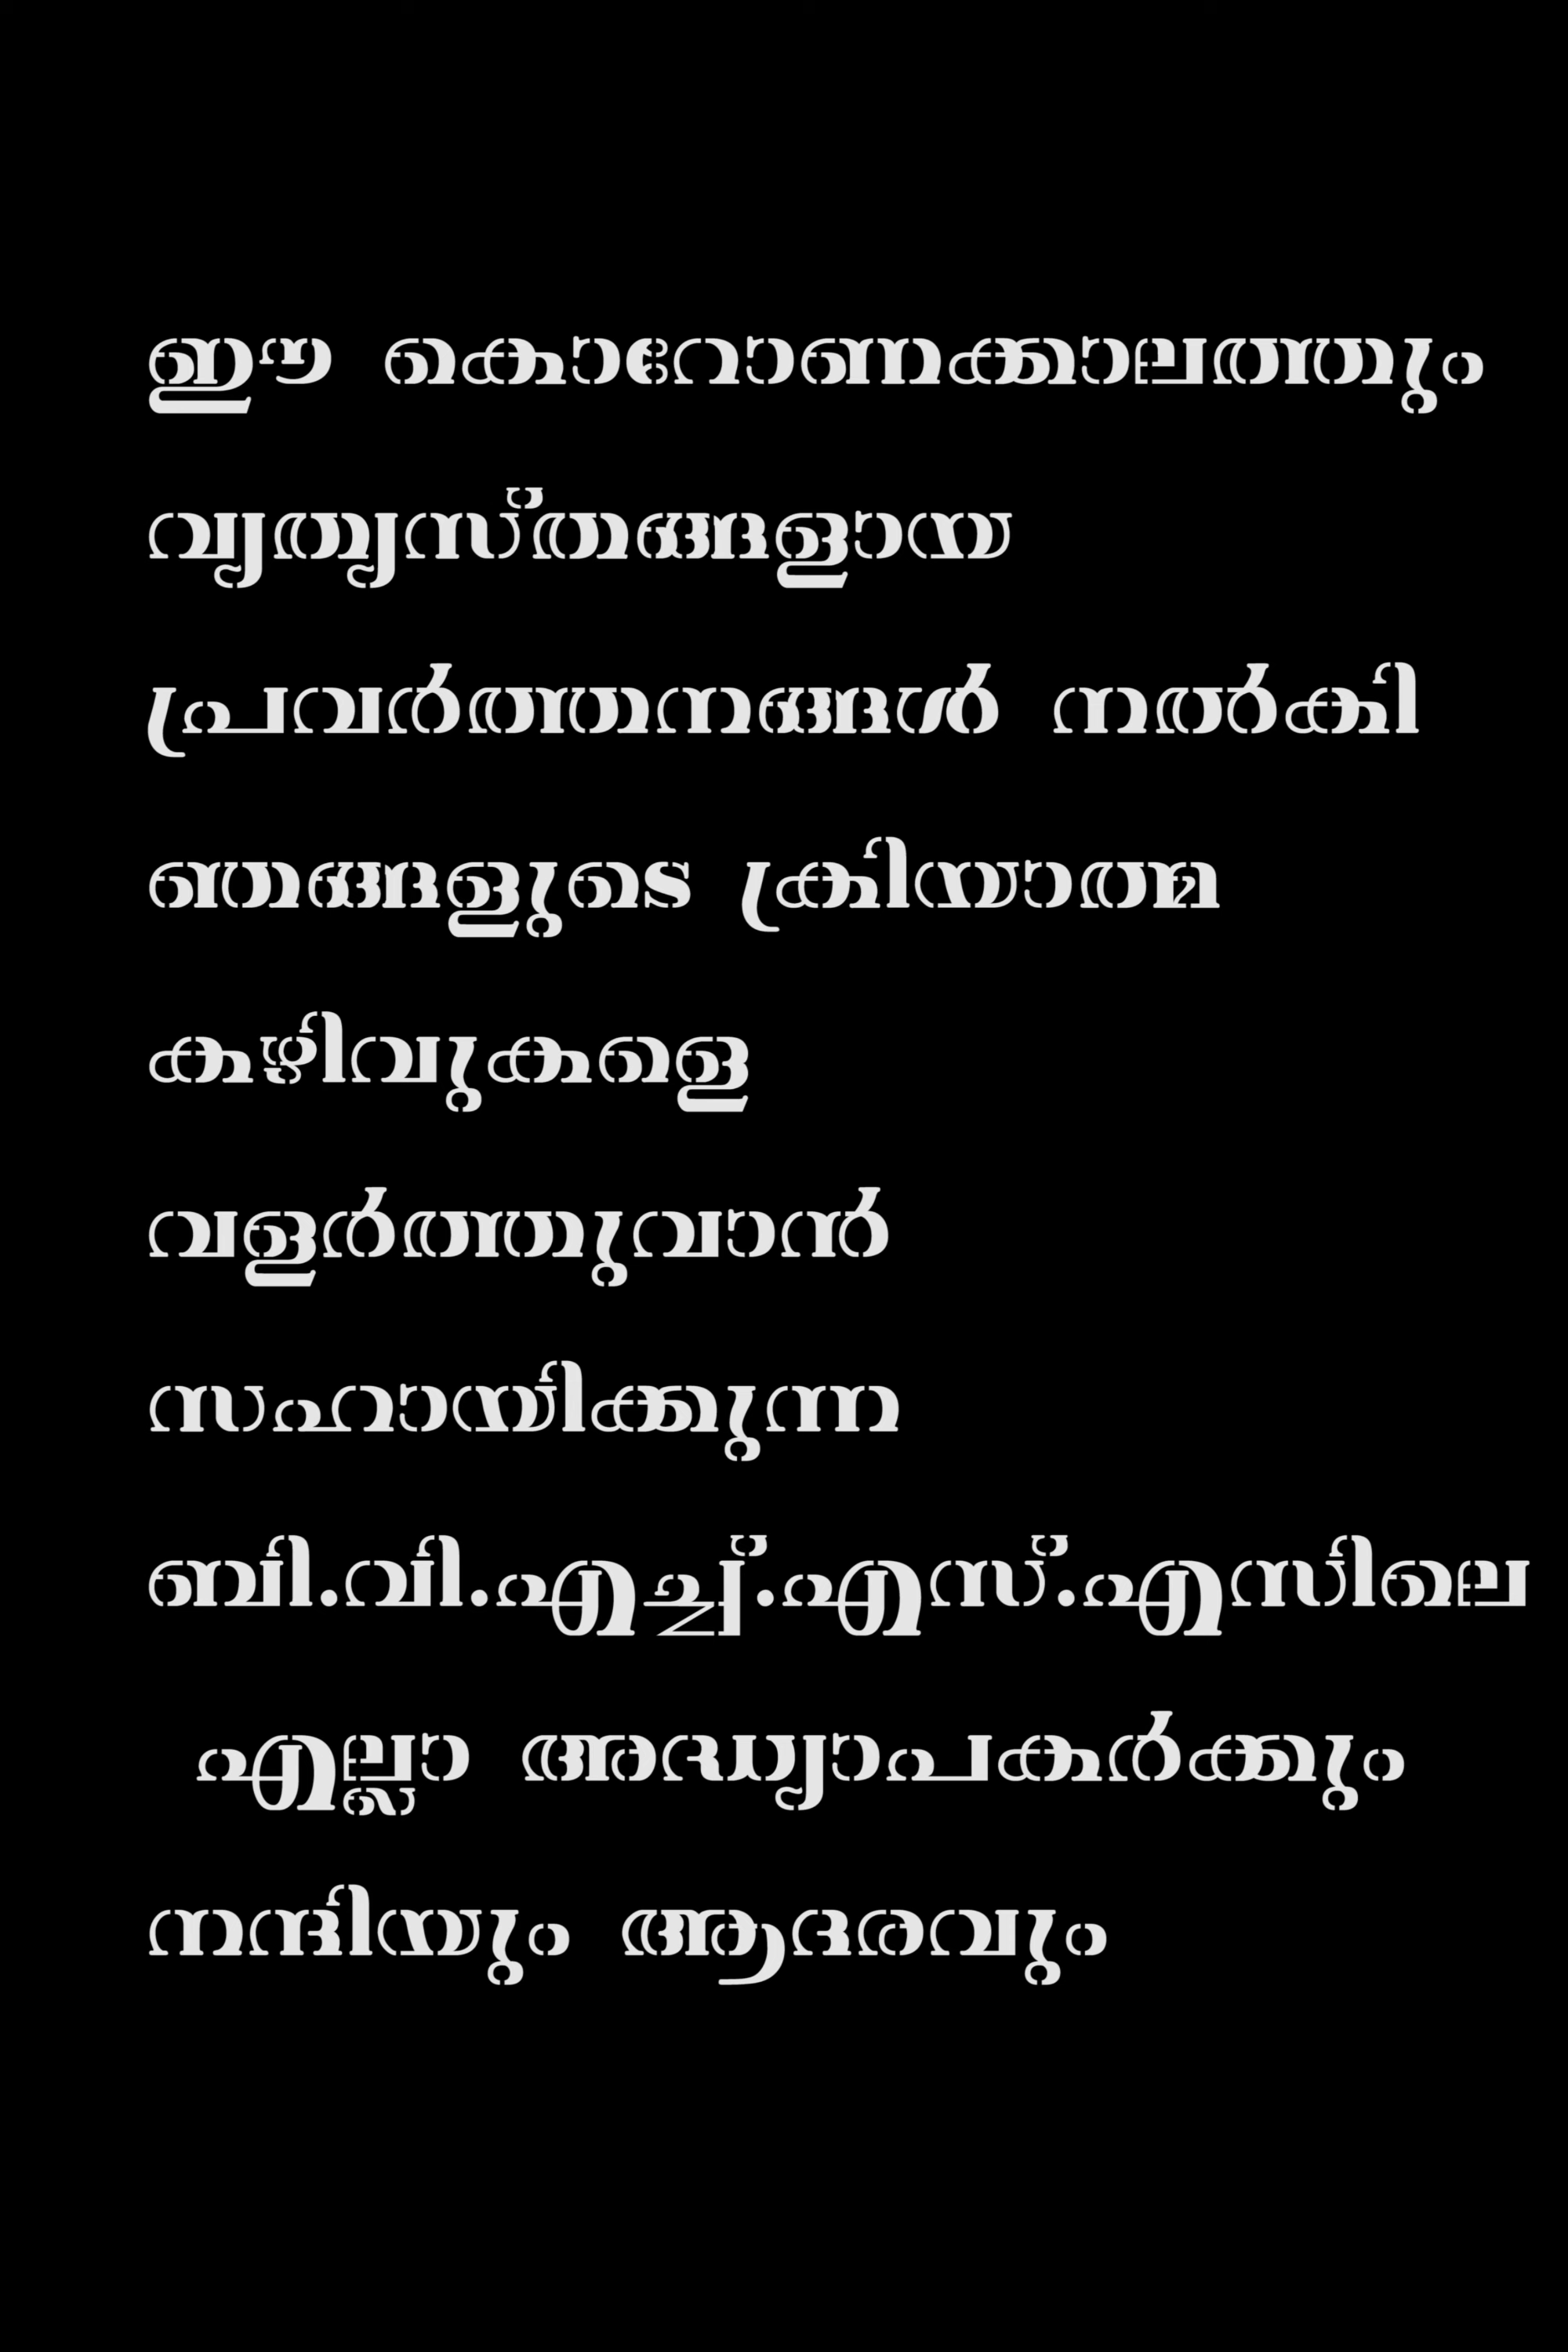 ഈ കൊറോണക്കാലത്തും
വ്യത്യസ്തങ്ങളായ
പ്രവർത്തനങ്ങൾ നൽകി
ഞങ്ങളുടെ ക്രിയാത്മ
കഴിവുകളെ
വളർത്തുവാൻ
സഹായിക്കുന്ന
ബി.വി.എച്ച്.എസ്.എസിലെ
എല്ലാ അദ്ധ്യാപകർക്കും
നന്ദിയും ആദരവും